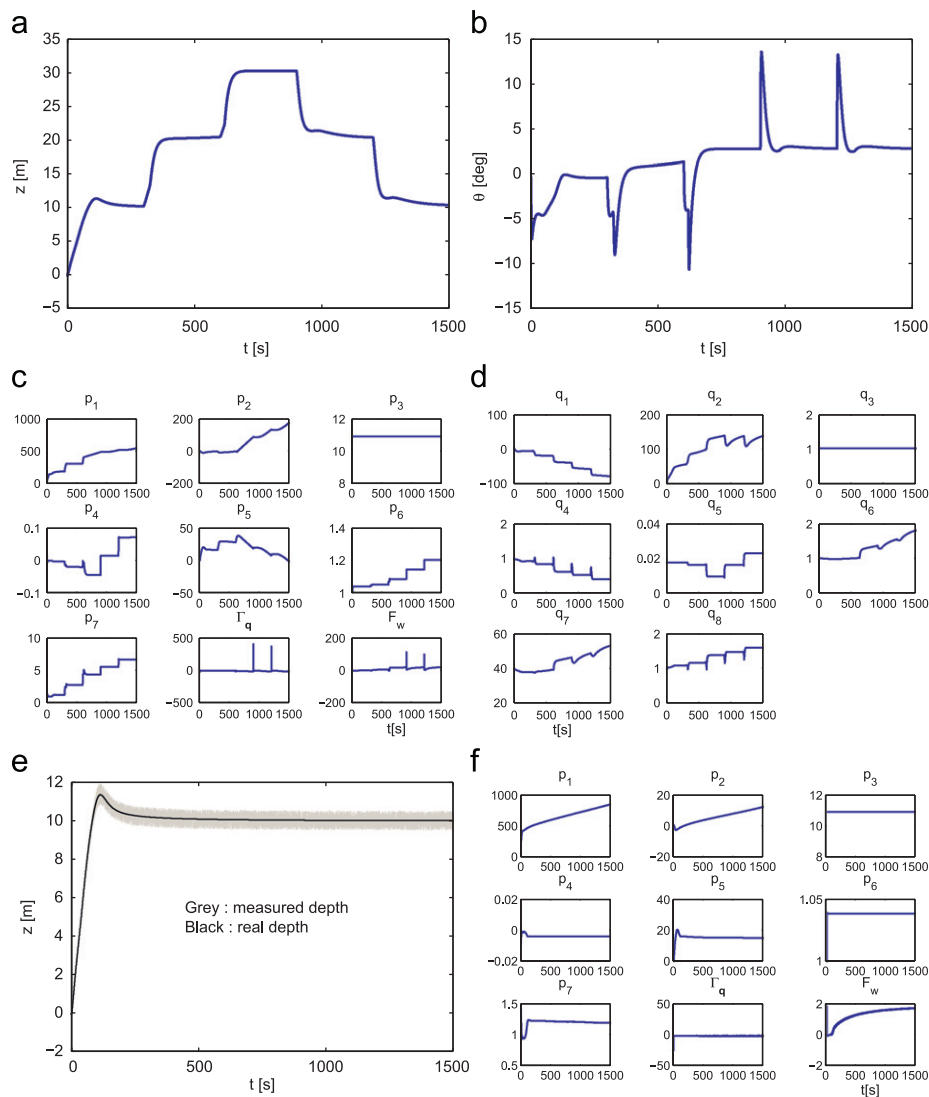 a
b
35
30
25
20
15
10
5
0
−5
z [m]
0
500
1000
1500
t [s]
15
10
5
0
−5
−10
−15
θ [deg]
0
500
1000
1500
t [s]
c
d
p1
p2
p3
1000
500
0
0 500 1000 1500
200
0
−200
0 500 1000 1500
12
10
8
0 500 1000 1500
p4
p5
p6
0.1
0
−0.1
0 500 1000 1500
50
0
−50
0 500 1000 1500
1.4
1.2
1
0 500 1000 1500
p7
Γq
Fw
10
5
0
0 500 1000 1500
500
0
−500
0 500 1000 1500
200
0
−200
0 500 1000 1500
t[s]
q1
q2
q3
100
0
−100
0 500 1000 1500
200
100
0
0 500 1000 1500
2
1
0
0 500 1000 1500
q4
q5
q6
2
1
0
0 500 1000 1500
0.04
0.02
0
0 500 1000 1500
2
1
0
0 500 1000 1500
q7
q8
60
40
20
0 500 1000 1500
t[s]
2
1
0
0 500 1000 1500
e
f
12
10
8
6
4
2
0
−2
z [m]
Grey : measured depth
Black : real depth
0
500
1000
1500
t [s]
p1
p2
p3
1000
500
0
0 500 1000 1500
20
0
−20
0 500 1000 1500
12
10
8
0 500 1000 1500
p4
p5
p6
0.02
0
−0.02
0 500 1000 1500
40
20
0
0 500 1000 1500
1.05
1
0 500 1000 1500
p7
Γq
Fw
1.5
1
0.5
0 500 1000 1500
50
0
−50
0 500 1000 1500
2
0
−2
0 500 1000 1500
t[s]